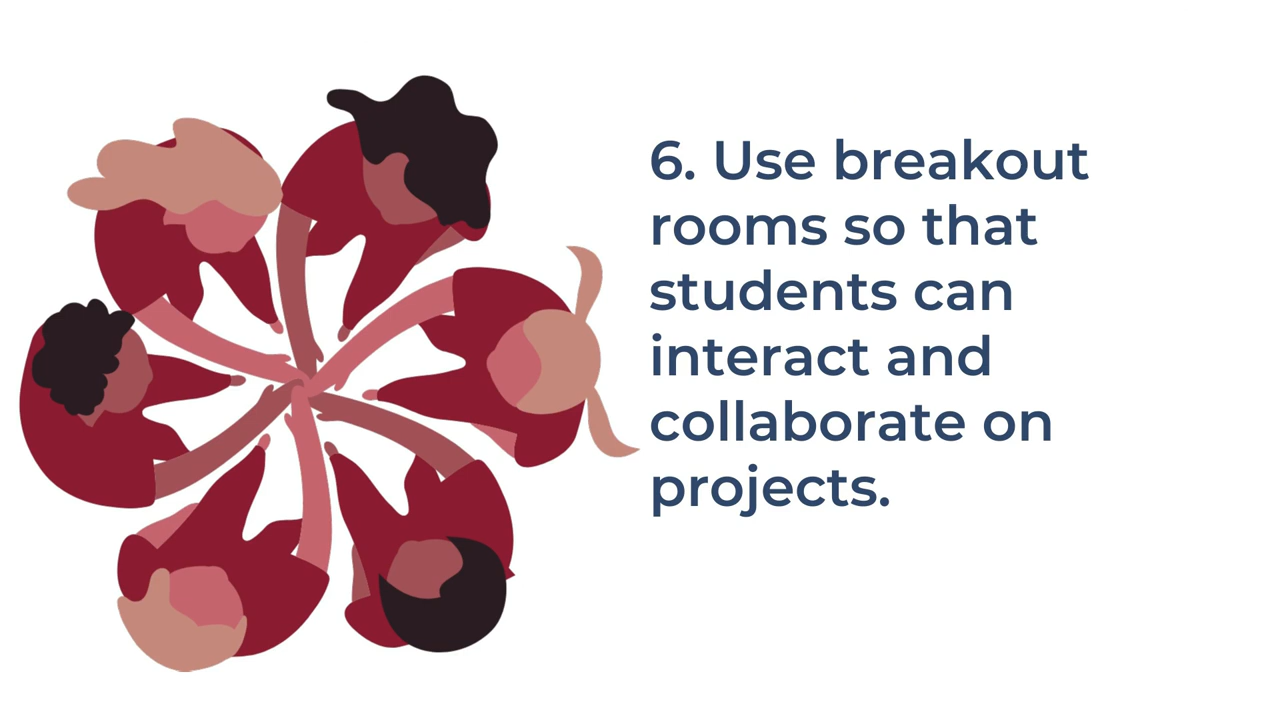 6. Use breakout
rooms so that
students can
interact and
collaborate on
projects.